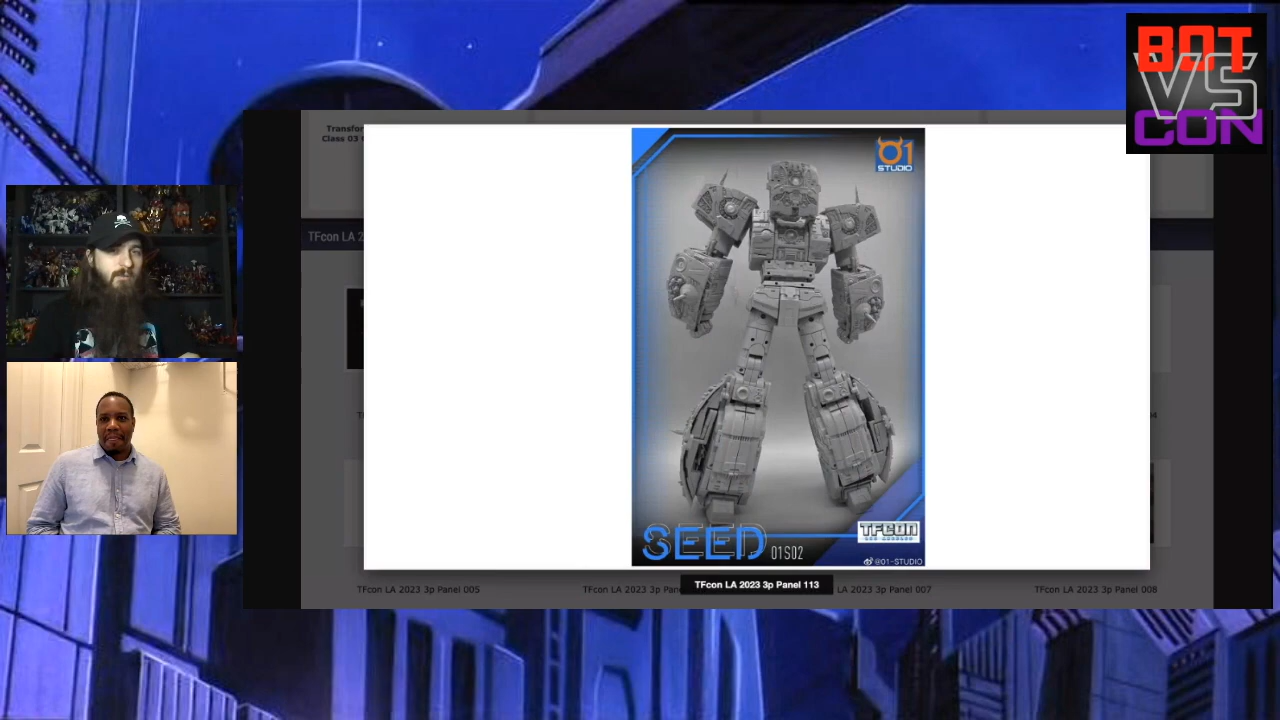 BOT
VS
CON
Transfor
Class 03
TFcon LA 2
01
STUDIO
SEED 01S02
TFCON
LOS ANGELES
@01-STUDIO
TFcon LA 2023 3p Panel 113
TFcon LA 2023 3p Panel 005
TFcon LA 2023 3p Pane
LA 2023 3p Panel 007
TFcon LA 2023 3p Panel 008